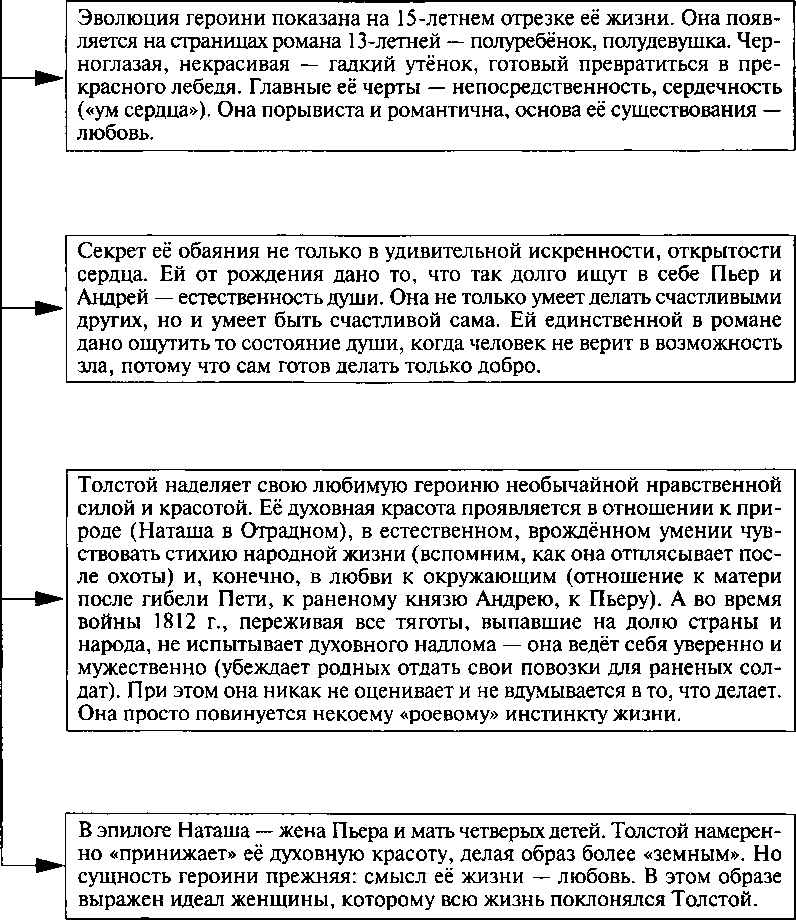 Эволюция героини показана на 15-летнем отрезке её жизни. Она появ-
ляется на страницах романа 13-летней — полуребёнок, полудевушка. Чер-
ноглазая, некрасивая — гадкий утёнок, готовый превратиться в пре-
красного лебедя. Главные её черты — непосредственность, сердечность
(«ум сердца»). Она порывиста и романтична, основа её существования —
любовь.
Секрет её обаяния не только в удивительной искренности, открытости
сердца. Ей от рождения дано то, что так долго ищут в себе Пьер и
Андрей — естественность души. Она не только умеет делать счастливыми
других, но и умеет быть счастливой сама. Ей единственной в романе
дано ощутить то состояние души, когда человек не верит в возможность
зла, потому что сам готов делать только добро.
Толстой наделяет свою любимую героиню необычайной нравственной
силой и красотой. Её духовная красота проявляется в отношении к при-
роде (Наташа в Отрадном), в естественном, врождённом умении чув-
ствовать стихию народной жизни (вспомним, как она отплясывает пос-
ле охоты) и, конечно, в любви к окружающим (отношение к матери
после гибели Пети, к раненому князю Андрею, к Пьеру). А во время
войны 1812 г., переживая все тяготы, выпавшие на долю страны и
народа, не испытывает духовного надлома — она ведёт себя уверенно и
мужественно (убеждает родных отдать свои повозки для раненых сол-
дат). При этом она никак не оценивает и не вдумывается в то, что делает.
Она просто повинуется некоему «роевому» инстинкту жизни.
В эпилоге Наташа — жена Пьера и мать четверых детей. Толстой намерен-
но «принижает» её духовную красоту, делая образ более «земным». Но
сущность героини прежняя: смысл её жизни — любовь. В этом образе
выражен идеал женщины, которому всю жизнь поклонялся Толстой.